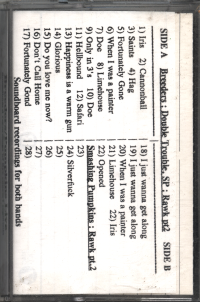 SIDE A Breeders : Double Trouble, SP : Rawk pt2 SIDE B
1) Iris 2) Cannonball
3) Saints 4) Hag
5) Fortunately Gone
6) When I was a painter
7) Doe 8) Limehouse
9) Only in 3's 10) Doe
11) Hellbound 12) Safari
13) Happiness is a warm gun
14) Glorious
15) Do you love me now?
16) Don't Call Home
17) Fortunately Gond
18) I just wanna get along
19) I just wanna get along
20) When I was a painter
21) Limehouse 22) Iris
22) Opened
Smashing Pumpkins : Rawk pt.2
23)
24) Silverfuck
25)
26)
27)
28)
Soundboard recordings for both bands